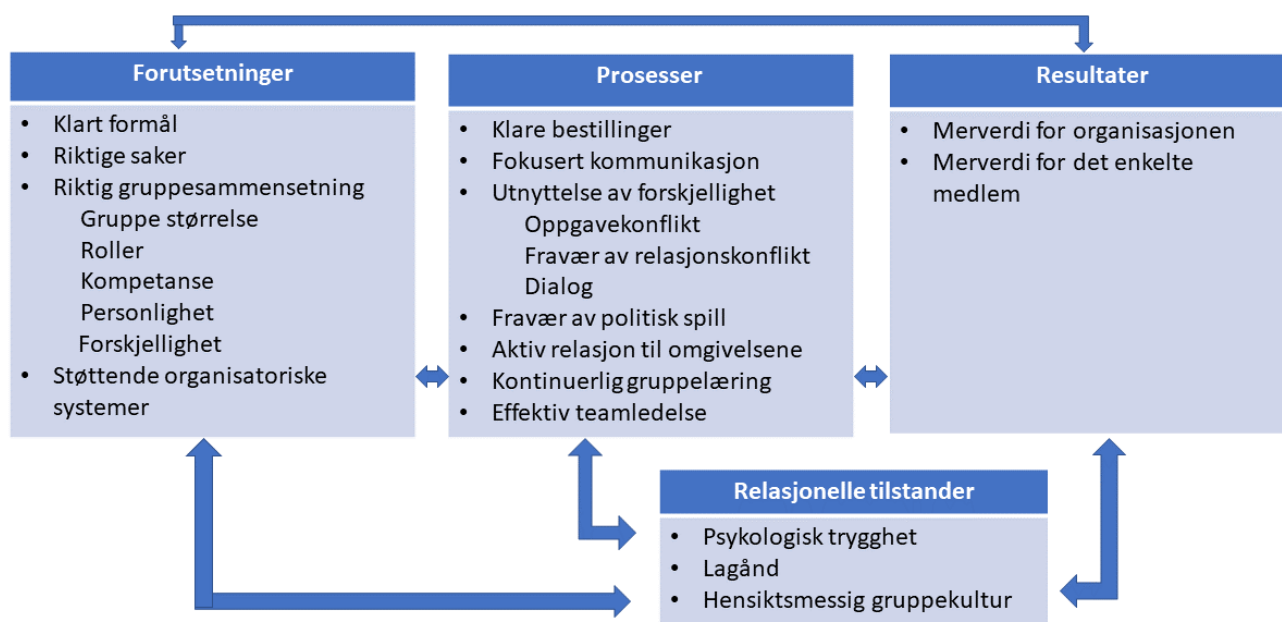 Forutsetninger
• Klart formål
• Riktige saker
• Riktig gruppesammensetning
Gruppe størrelse
Roller
Kompetanse
Personlighet
Forskjellighet
• Støttende organisatoriske
systemer
Prosesser
• Klare bestillinger
• Fokusert kommunikasjon
• Utnyttelse av forskjellighet
Oppgavekonflikt
Fravær av relasjonskonflikt
Dialog
• Fravær av politisk spill
• Aktiv relasjon til omgivelsene
• Kontinuerlig gruppelæring
• Effektiv teamledelse
Resultater
• Merverdi for organisasjonen
• Merverdi for det enkelte
medlem
Relasjonelle tilstander
• Psykologisk trygghet
• Lagånd
• Hensiktsmessig gruppekultur